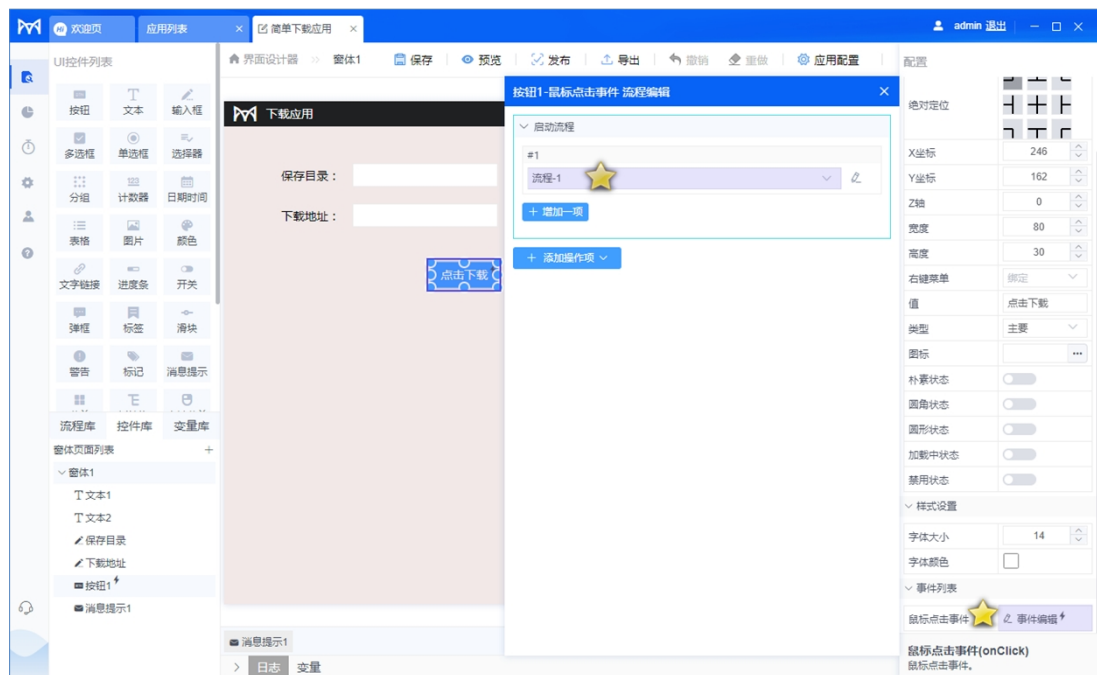 欢迎页
应用列表
简单下载应用
admin 退出
UI控件列表
界面设计器
窗体1
保存
预览
发布
导出
撤销
重做
应用配置
配置
按钮
文本
输入框
多选框
单选框
选择器
分组
计数器
日期时间
表格
图片
颜色
文字链接
进度条
开关
弹框
标签
滑块
警告
标记
消息提示
流程库
控件库
变量库
窗体页面列表
窗体1
文本1
文本2
保存目录
下载地址
按钮1
消息提示1
下载应用
保存目录：
下载地址：
点击下载
消息提示1
日志
变量
按钮1-鼠标点击事件 流程编辑
启动流程
#1
流程-1
增加一项
添加操作项
绝对定位
X坐标 246
Y坐标 162
Z轴 0
宽度 80
高度 30
右键菜单 绑定
值 点击下载
类型 主要
图标
朴素状态
圆角状态
圆形状态
加载中状态
禁用状态
样式设置
字体大小 14
字体颜色
事件列表
鼠标点击事件 事件编辑
鼠标点击事件(onClick)
鼠标点击事件。